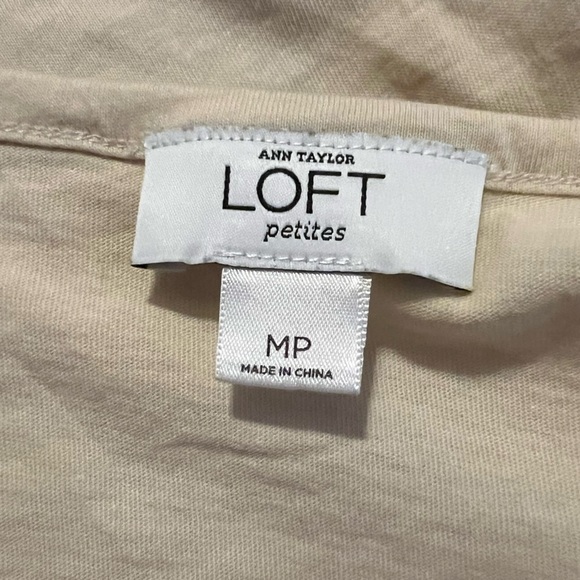 ANN TAYLOR
LOFT
petites
MP
MADE IN CHINA